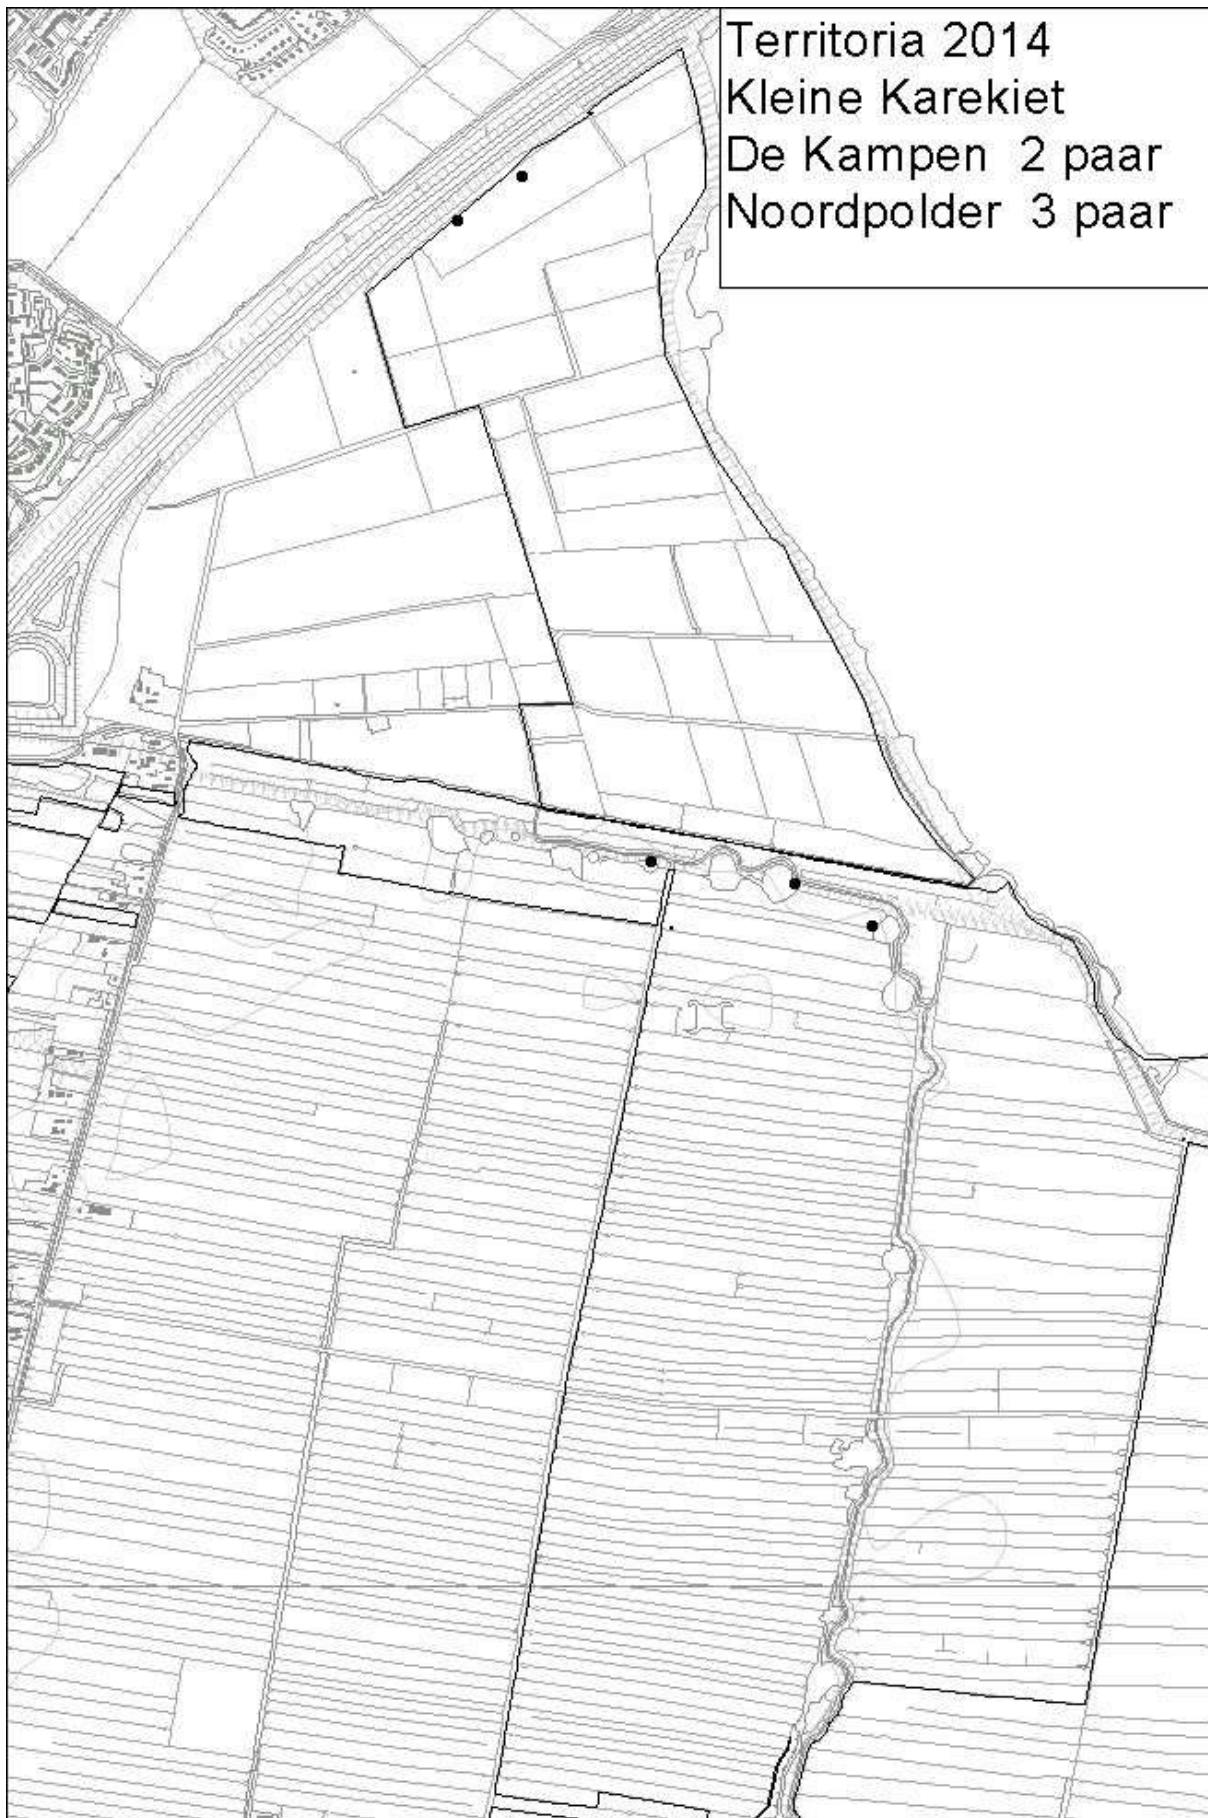 Territoria 2014
Kleine Karekiet
De Kampen 2 paar
Noordpolder 3 paar